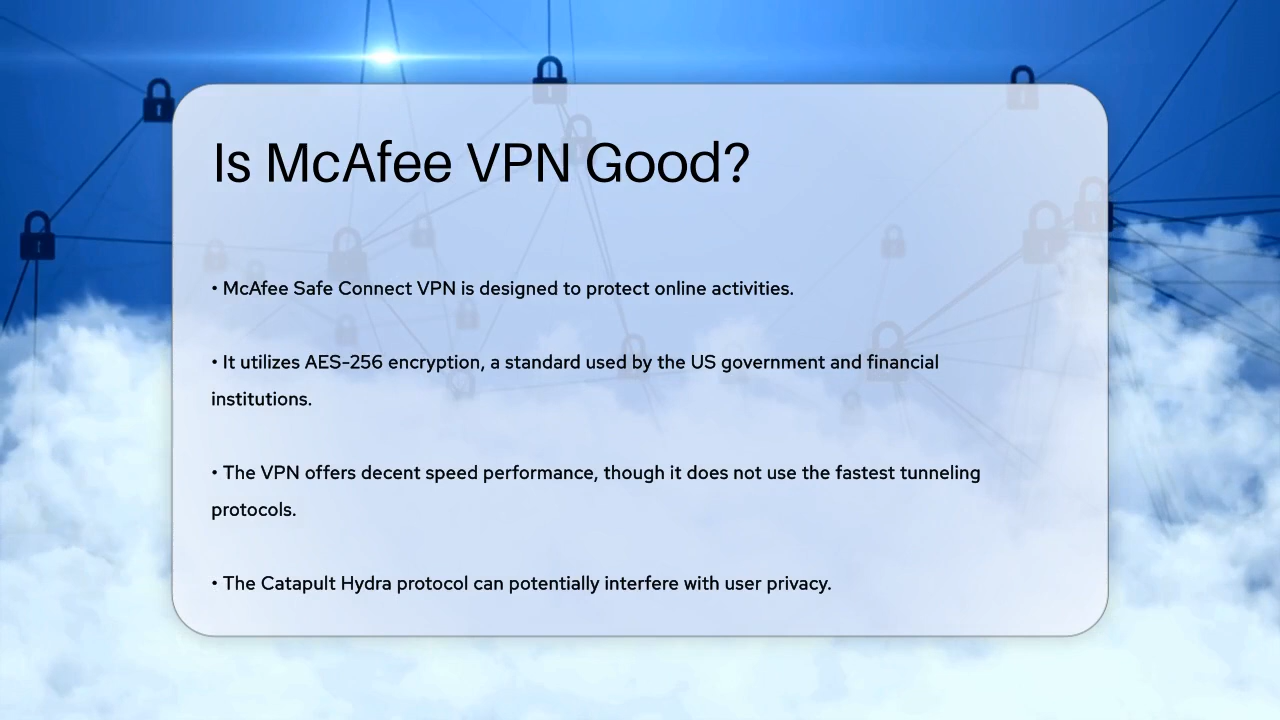 Is McAfee VPN Good?
• McAfee Safe Connect VPN is designed to protect online activities.
• It utilizes AES-256 encryption, a standard used by the US government and financial
institutions.
• The VPN offers decent speed performance, though it does not use the fastest tunneling
protocols.
• The Catapult Hydra protocol can potentially interfere with user privacy.